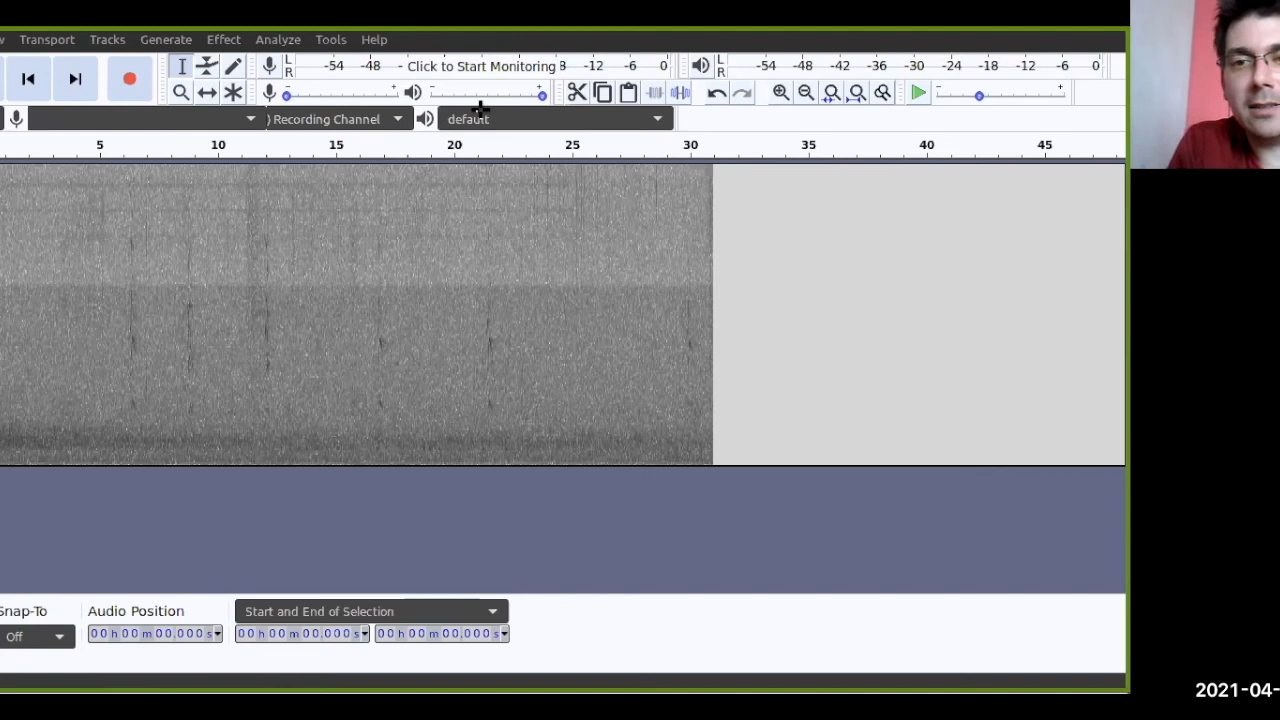 Transport Tracks Generate Effect Analyze Tools Help
L R -54 -48 - Click to Start Monitoring 8 -12 -6 0 L R -54 -48 -42 -36 -30 -24 -18 -12 -6 0
) Recording Channel default
5 10 15 20 25 30 35 40 45
Snap-To Audio Position Start and End of Selection
Off 00 h 00 m 00.000 s 00 h 00 m 00.000 s 00 h 00 m 00.000 s
2021-04-